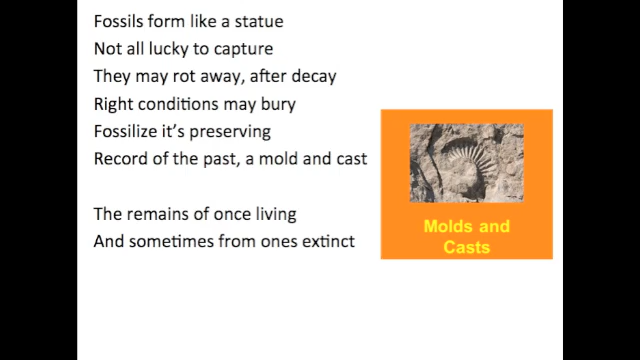 Fossils form like a statue
Not all lucky to capture
They may rot away, after decay
Right conditions may bury
Fossilize it's preserving
Record of the past, a mold and cast
The remains of once living
And sometimes from ones extinct
Molds and
Casts